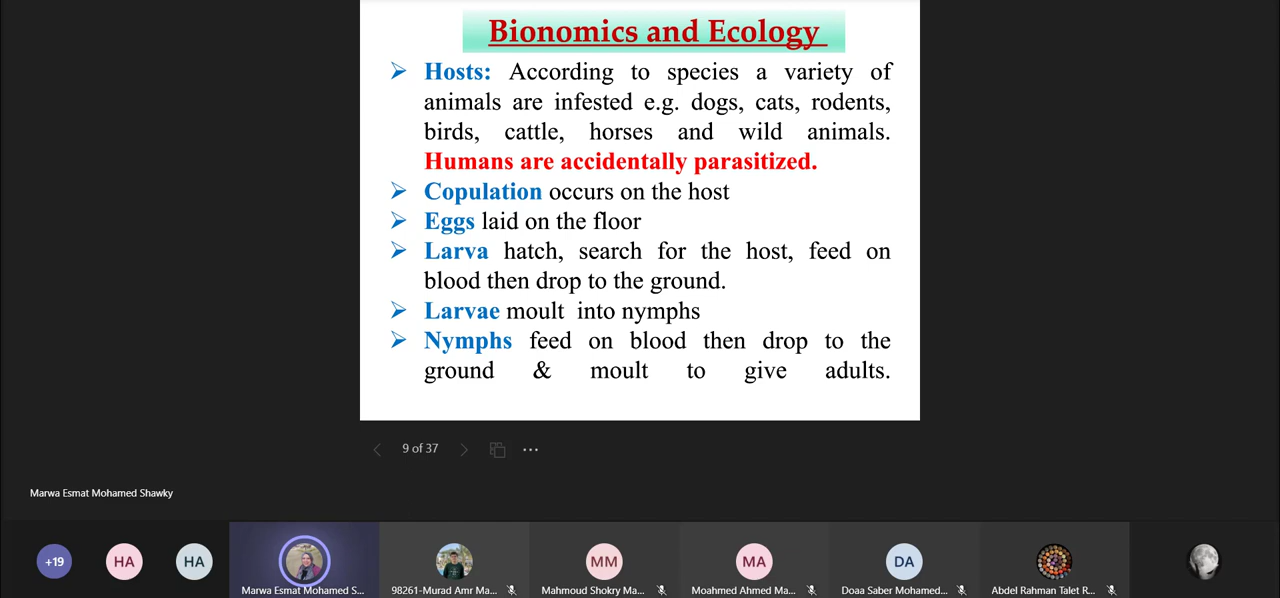 Bionomics and Ecology
➢ Hosts: According to species a variety of
animals are infested e.g. dogs, cats, rodents,
birds, cattle, horses and wild animals.
Humans are accidentally parasitized.
➢ Copulation occurs on the host
➢ Eggs laid on the floor
➢ Larva hatch, search for the host, feed on
blood then drop to the ground.
➢ Larvae moult into nymphs
➢ Nymphs feed on blood then drop to the
ground & moult to give adults.
9 of 37
Marwa Esmat Mohamed Shawky
+19
HA
HA
MM
MA
DA
Marwa Esmat Mohamed S...
98261-Murad Amr Ma...
Mahmoud Shokry Ma...
Moahmed Ahmed Ma...
Doaa Saber Mohamed...
Abdel Rahman Talet R...